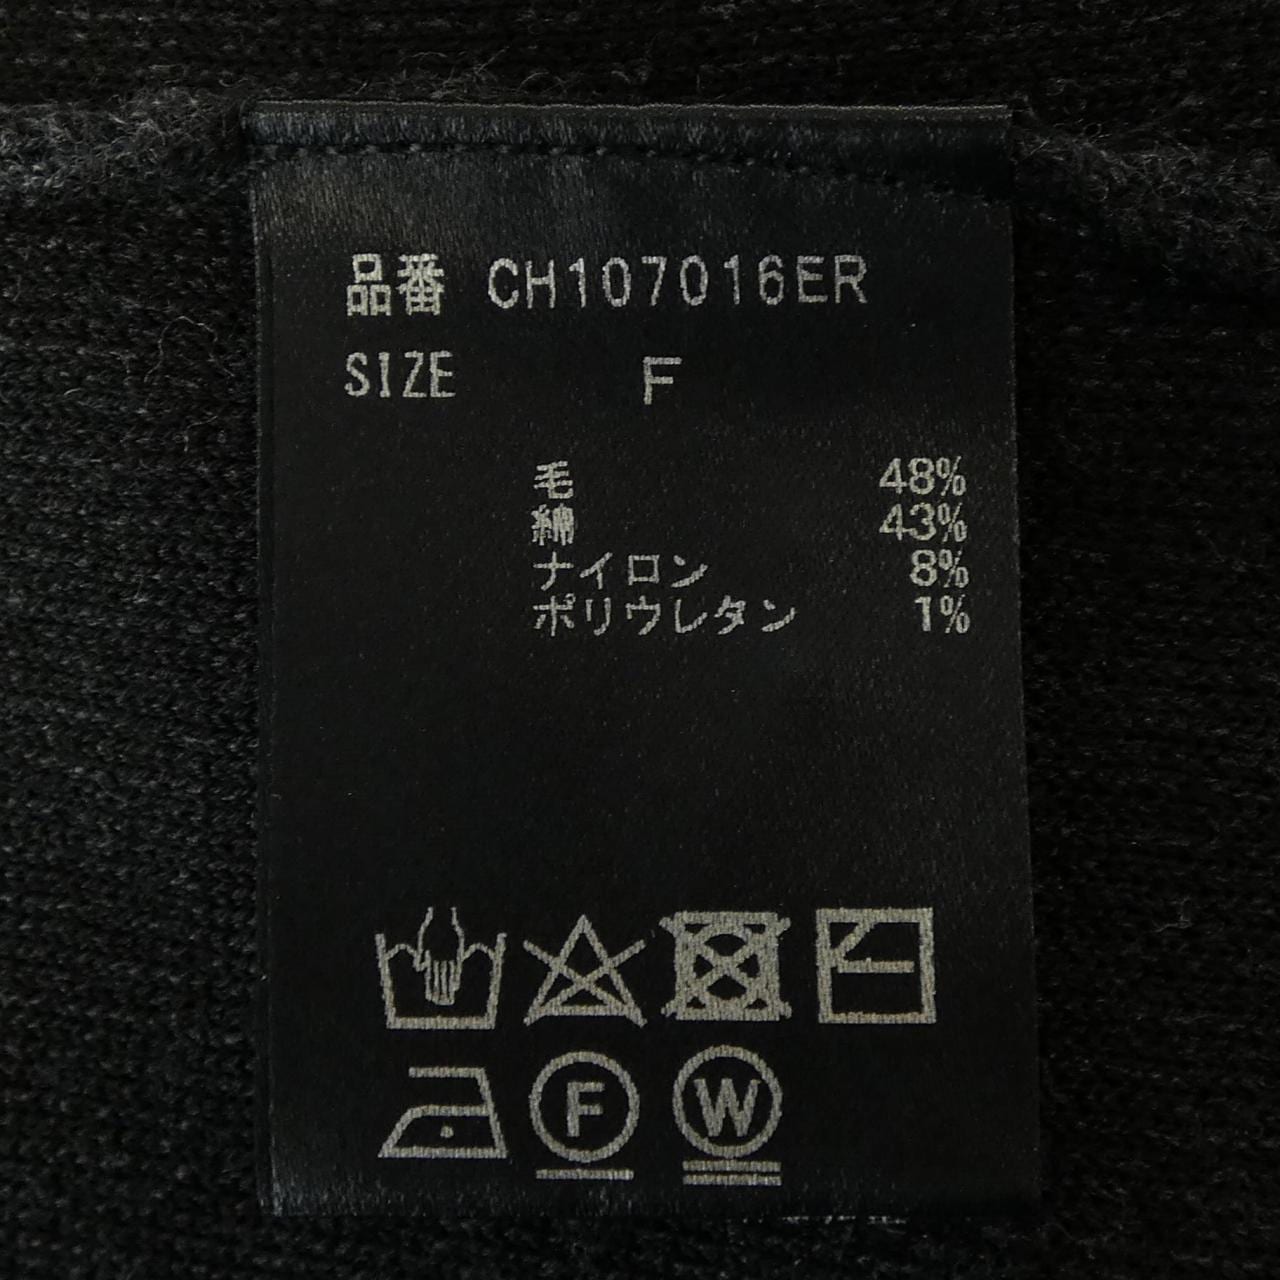 品番 CH107016ER
SIZE F
毛 48%
綿 43%
ナイロン 8%
ポリウレタン 1%
F W